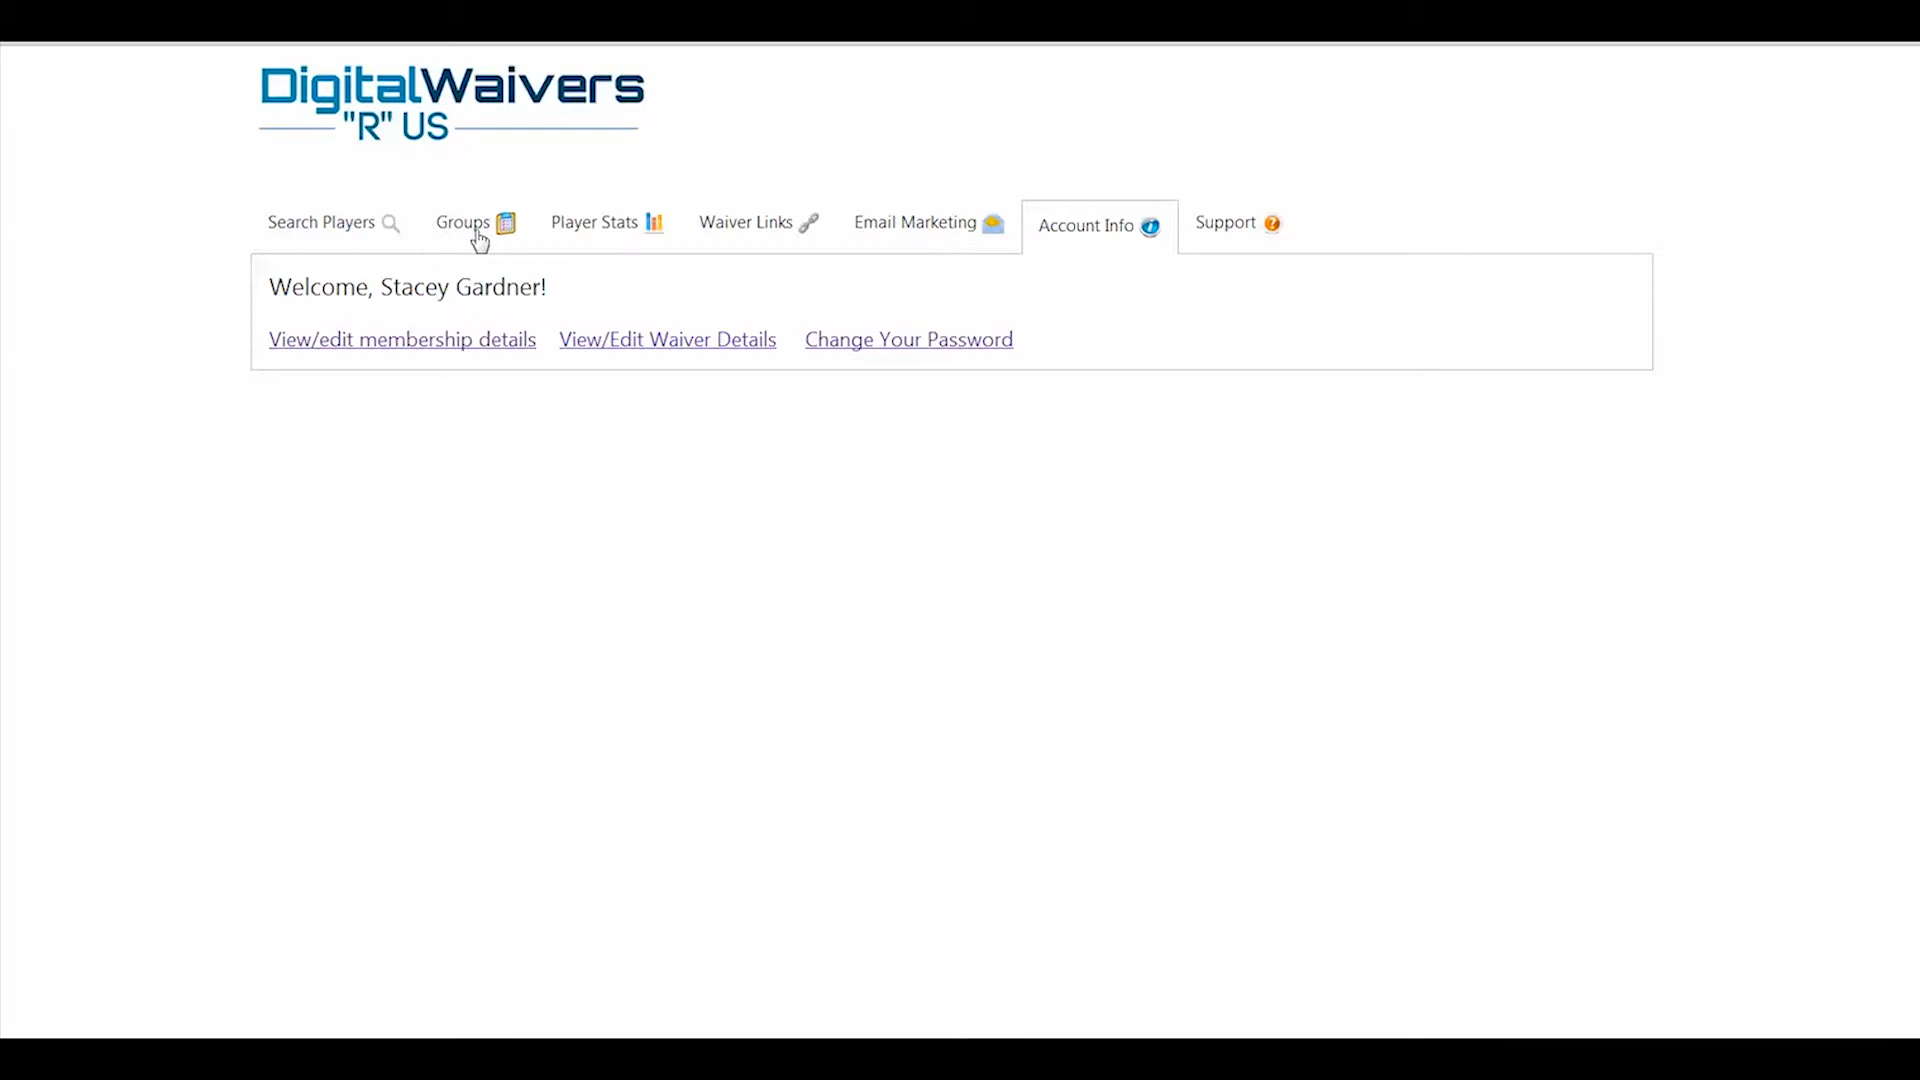 DigitalWaivers
"R" US
Search Players Groups Player Stats Waiver Links Email Marketing Account Info Support
Welcome, Stacey Gardner!
View/edit membership details View/Edit Waiver Details Change Your Password